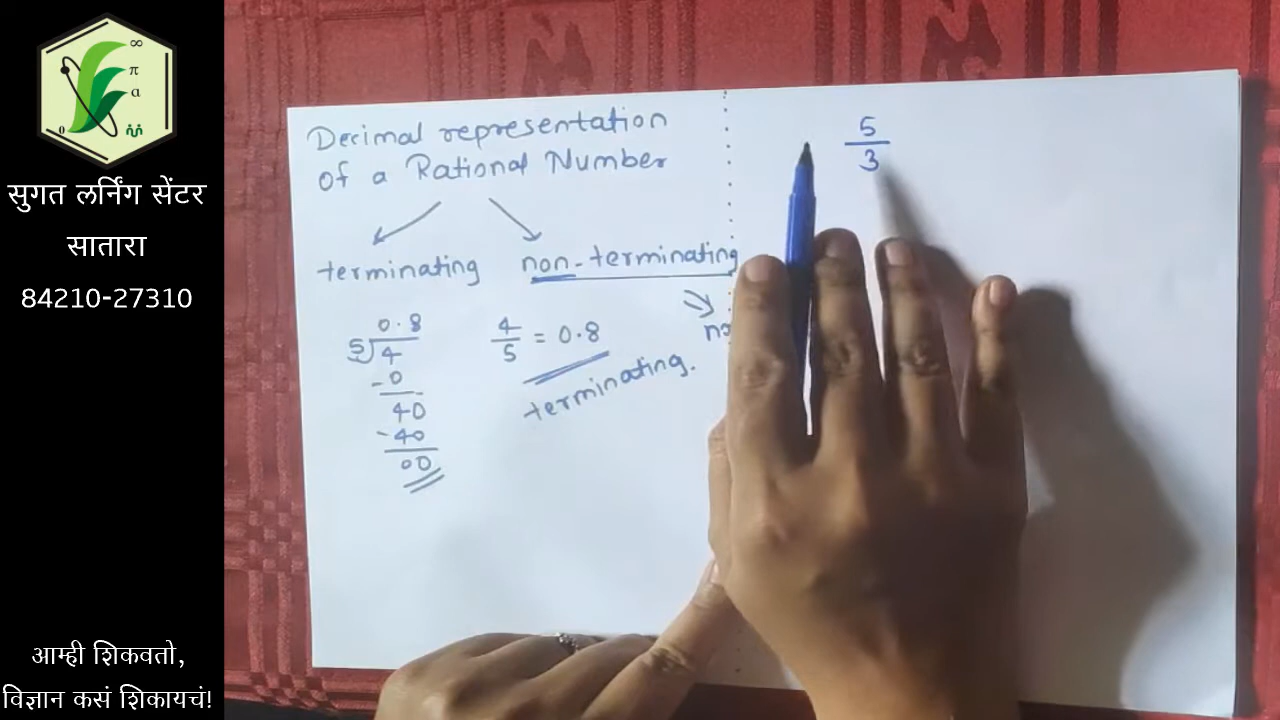 ∞
π
α
सुगत लर्निंग सेंटर
सातारा
84210-27310
आम्ही शिकवतो,
विज्ञान कसं शिकायचं!
Decimal representation
of a Rational Number
terminating
non-terminating
0.8
5 4
-0
40
-40
00
4/5 = 0.8
terminating.
5/3